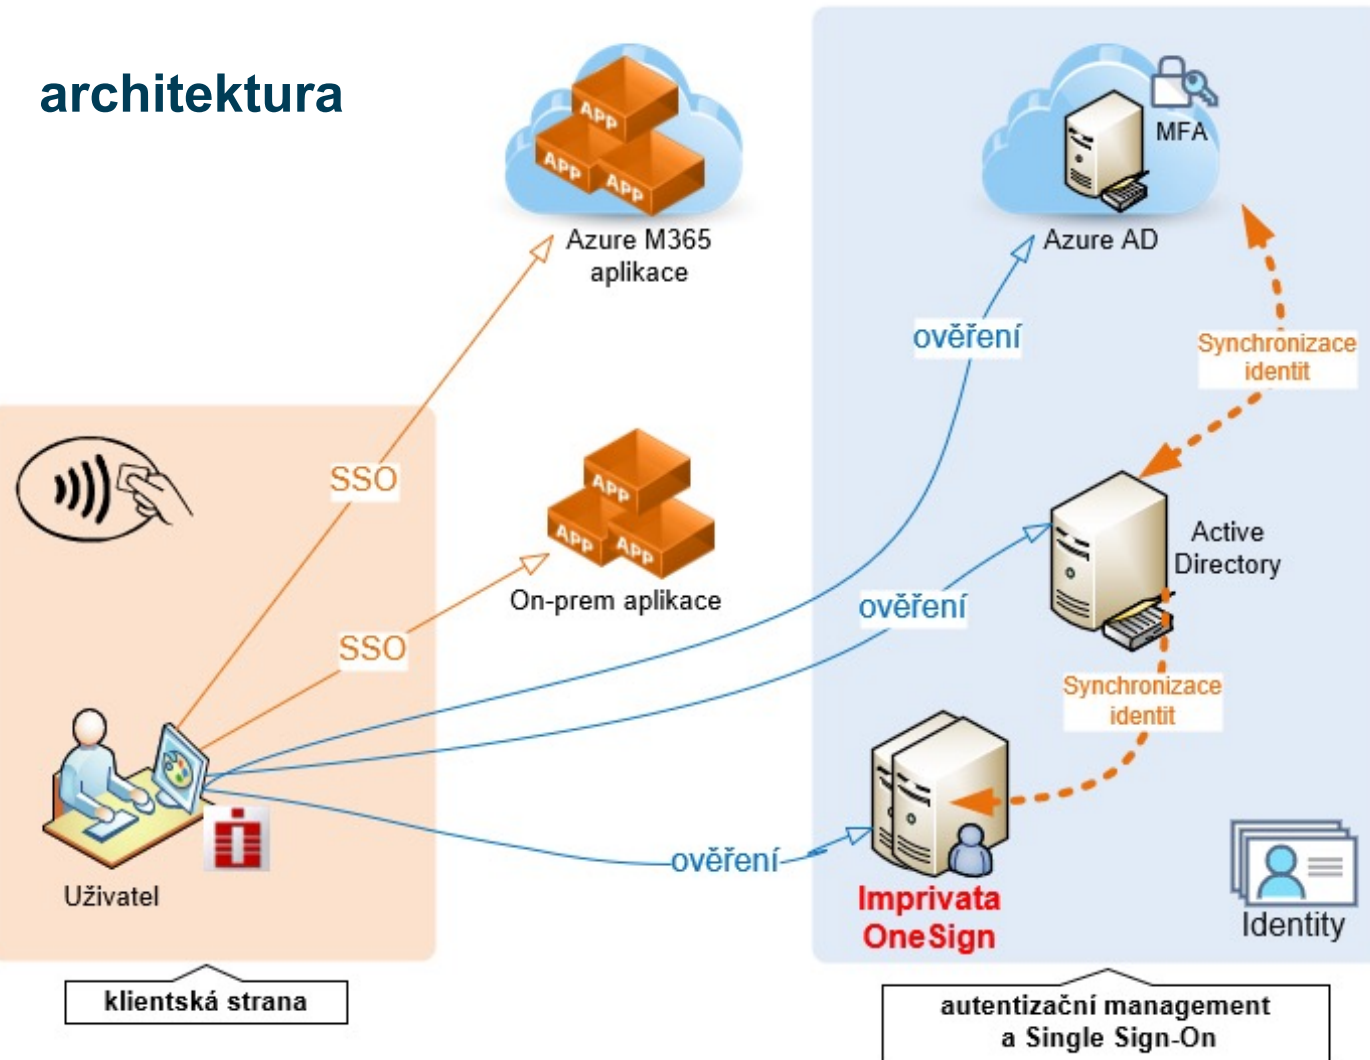 architektura
APP
APP
APP
Azure M365
aplikace
MFA
Azure AD
ověření
Synchronizace
identit
SSO
APP
APP
APP
On-prem aplikace
Active
Directory
ověření
SSO
Synchronizace
identit
ověření
Uživatel
Imprivata
OneSign
Identity
klientská strana
autentizační management
a Single Sign-On